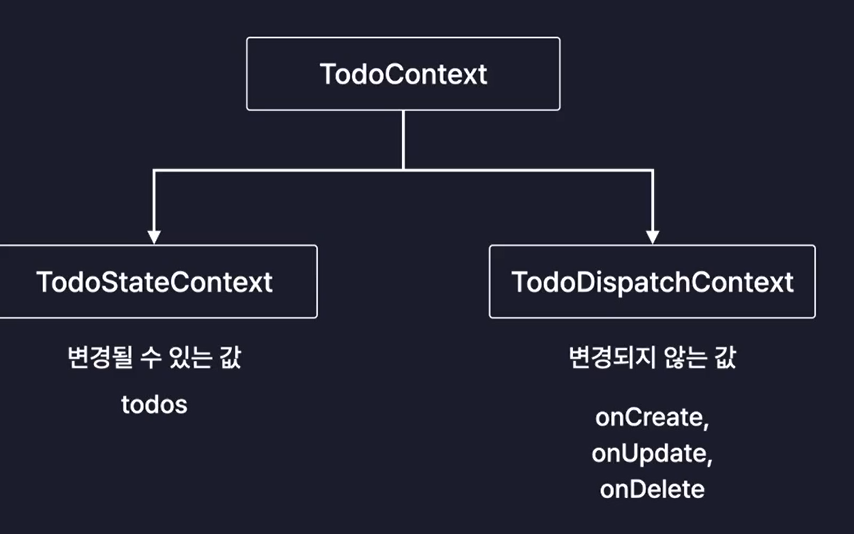 TodoContext
TodoStateContext
TodoDispatchContext
변경될 수 있는 값
변경되지 않는 값
todos
onCreate,
onUpdate,
onDelete